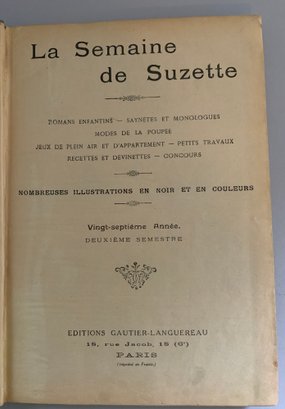 La Semaine
de Suzette
ROMANS ENFANTINS — SAYNÈTES ET MONOLOGUES
MODES DE LA POUPÉE
JEUX DE PLEIN AIR ET D'APPARTEMENT — PETITS TRAVAUX
RECETTES ET DEVINETTES — CONCOURS
NOMBREUSES ILLUSTRATIONS EN NOIR ET EN COULEURS
Vingt-septième Année.
DEUXIÈME SEMESTRE
EDITIONS GAUTIER-LANGUEREAU
18, rue Jacob, 18 (6ᵉ)
PARIS